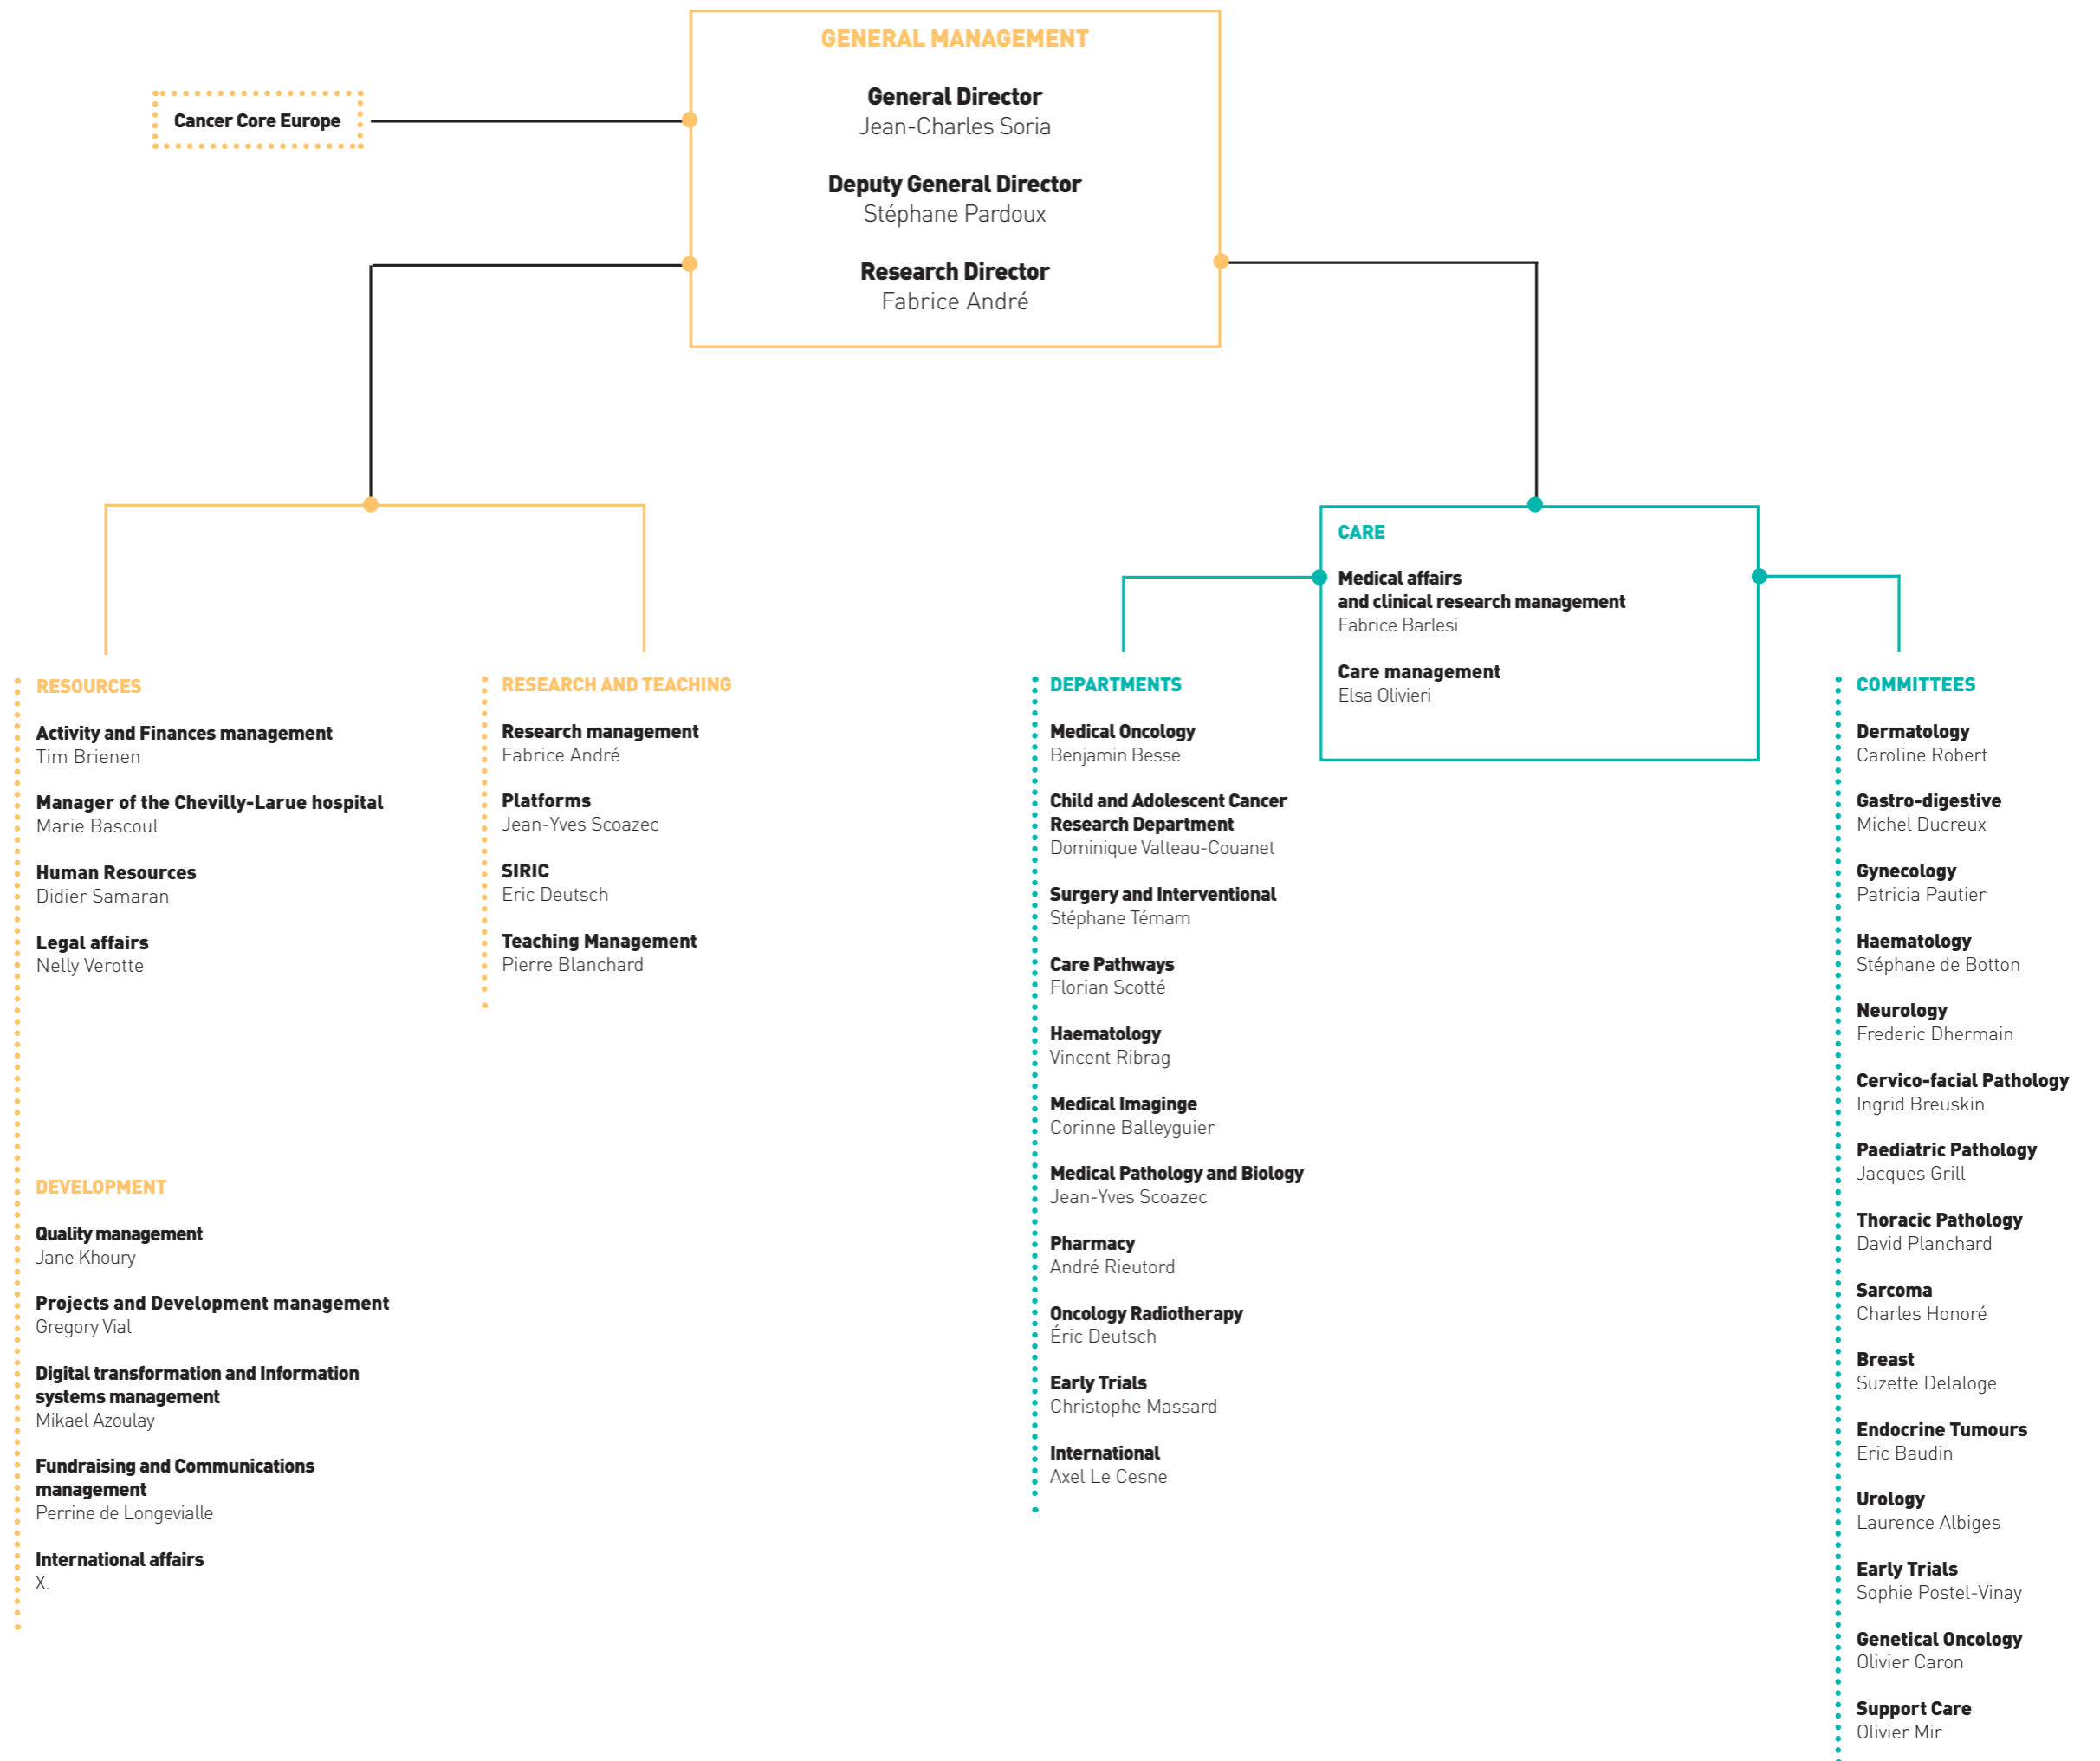 GENERAL MANAGEMENT
General Director
Jean-Charles Soria
Deputy General Director
Stéphane Pardoux
Research Director
Fabrice André
Cancer Core Europe
RESOURCES
Activity and Finances management
Tim Brienen
Manager of the Chevilly-Larue hospital
Marie Bascoul
Human Resources
Didier Samaran
Legal affairs
Nelly Verotte
DEVELOPMENT
Quality management
Jane Khoury
Projects and Development management
Gregory Vial
Digital transformation and Information
systems management
Mikael Azoulay
Fundraising and Communications
management
Perrine de Longevialle
International affairs
X.
RESEARCH AND TEACHING
Research management
Fabrice André
Platforms
Jean-Yves Scoazec
SIRIC
Eric Deutsch
Teaching Management
Pierre Blanchard
CARE
Medical affairs
and clinical research management
Fabrice Barlesi
Care management
Elsa Olivieri
DEPARTMENTS
Medical Oncology
Benjamin Besse
Child and Adolescent Cancer
Research Department
Dominique Valteau-Couanet
Surgery and Interventional
Stéphane Témam
Care Pathways
Florian Scotté
Haematology
Vincent Ribrag
Medical Imaginge
Corinne Balleyguier
Medical Pathology and Biology
Jean-Yves Scoazec
Pharmacy
André Rieutord
Oncology Radiotherapy
Éric Deutsch
Early Trials
Christophe Massard
International
Axel Le Cesne
COMMITTEES
Dermatology
Caroline Robert
Gastro-digestive
Michel Ducreux
Gynecology
Patricia Pautier
Haematology
Stéphane de Botton
Neurology
Frederic Dhermain
Cervico-facial Pathology
Ingrid Breuskin
Paediatric Pathology
Jacques Grill
Thoracic Pathology
David Planchard
Sarcoma
Charles Honoré
Breast
Suzette Delaloge
Endocrine Tumours
Eric Baudin
Urology
Laurence Albiges
Early Trials
Sophie Postel-Vinay
Genetical Oncology
Olivier Caron
Support Care
Olivier Mir